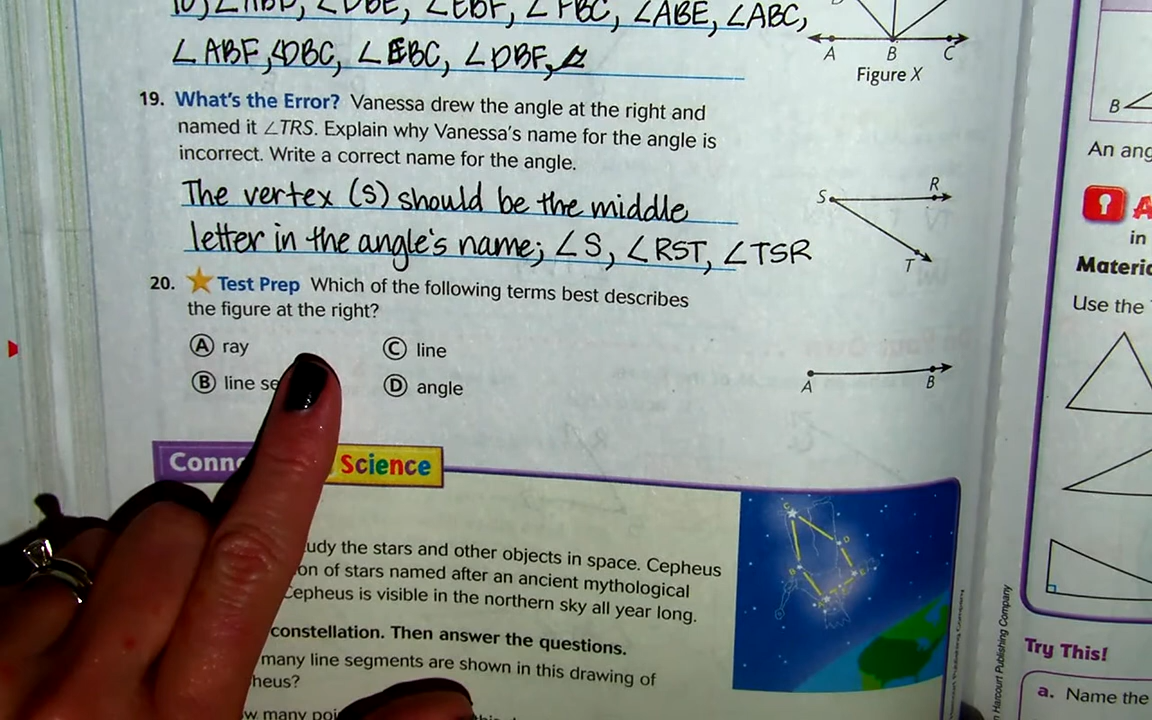 ∠ABE, ∠ABC,
∠ABF, ∠DBC, ∠EBC, ∠DBF,
A B C
Figure X
19. What's the Error? Vanessa drew the angle at the right and
named it ∠TRS. Explain why Vanessa's name for the angle is
incorrect. Write a correct name for the angle.
The vertex (S) should be the middle
letter in the angle's name; ∠S, ∠RST, ∠TSR
S R
T
20. Test Prep Which of the following terms best describes
the figure at the right?
A ray C line
B line D angle
A B
Science
the stars and other objects in space. Cepheus
of stars named after an ancient mythological
Cepheus is visible in the northern sky all year long.
constellation. Then answer the questions.
many line segments are shown in this drawing of
many
B
An
in
Use the
Harcourt Publishing Company
Try This!
a. Name the